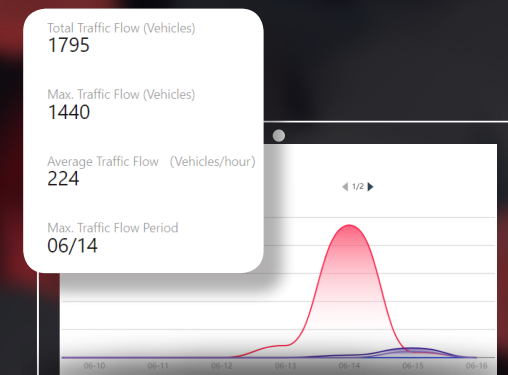 Total Traffic Flow (Vehicles)
1795
Max. Traffic Flow (Vehicles)
1440
Average Traffic Flow (Vehicles/hour)
224
Max. Traffic Flow Period
06/14
1/2
06-10 06-11 06-12 06-13 06-14 06-15 06-16